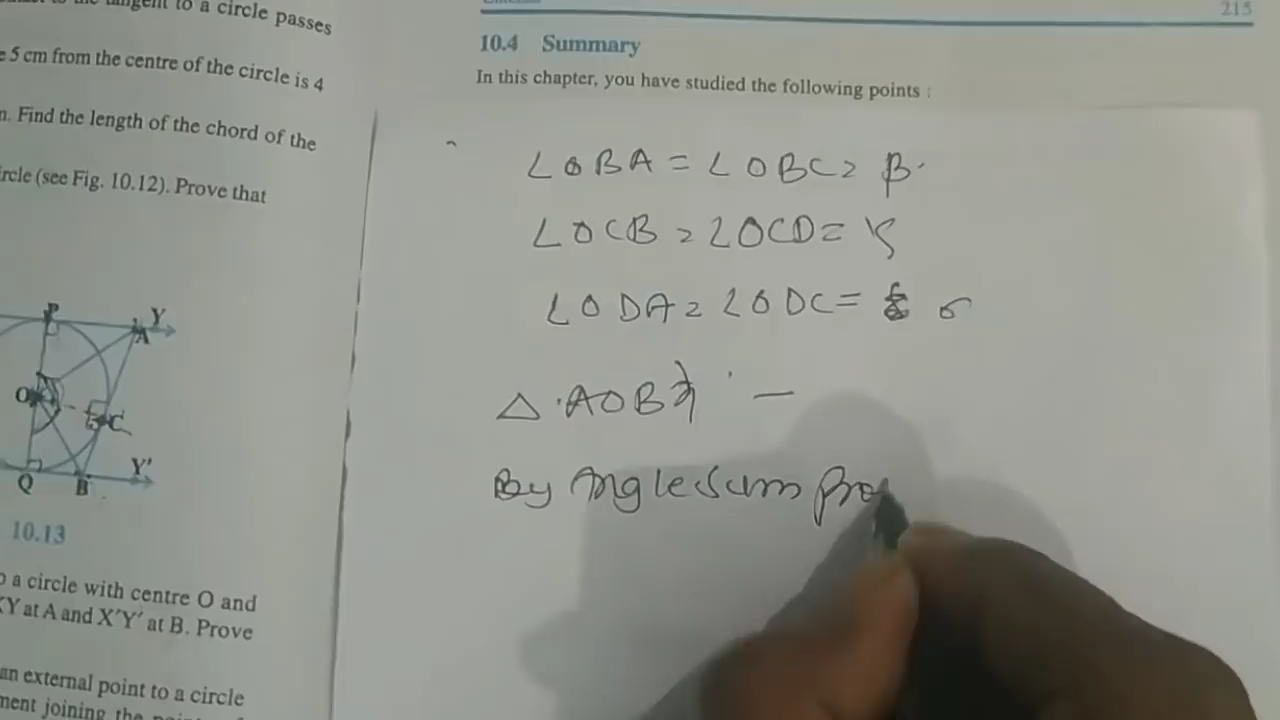 tangent to a circle passes
5 cm from the centre of the circle is 4
Find the length of the chord of the
(see Fig. 10.12). Prove that
P
Y
A
O
C
Q
B
Y'
10.13
a circle with centre O and
at A and X'Y' at B. Prove
an external point to a circle
joining the
215
10.4 Summary
In this chapter, you have studied the following points :
∠OBA = ∠OBC = β
∠OCB = ∠OCD =
∠ODA = ∠ODC = σ
△ AOB में —
By Angle Sum Pro